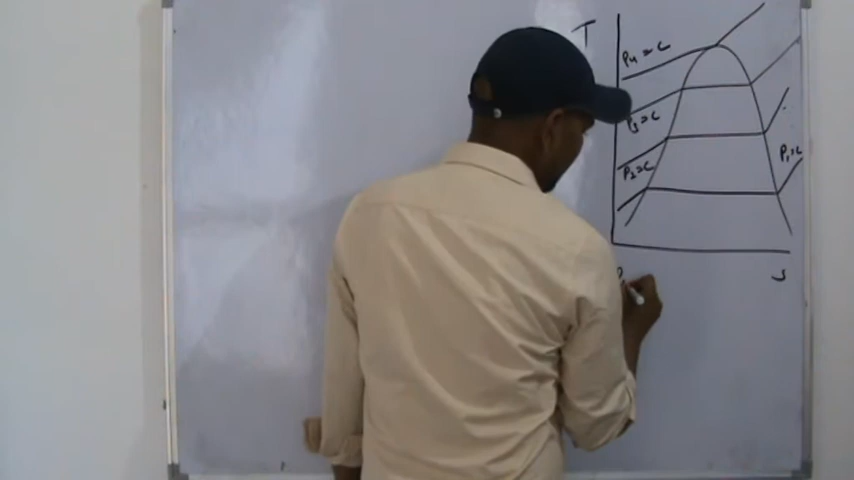 T
P4 = C
P3 = C
P2 = C
P1 = C
s
P